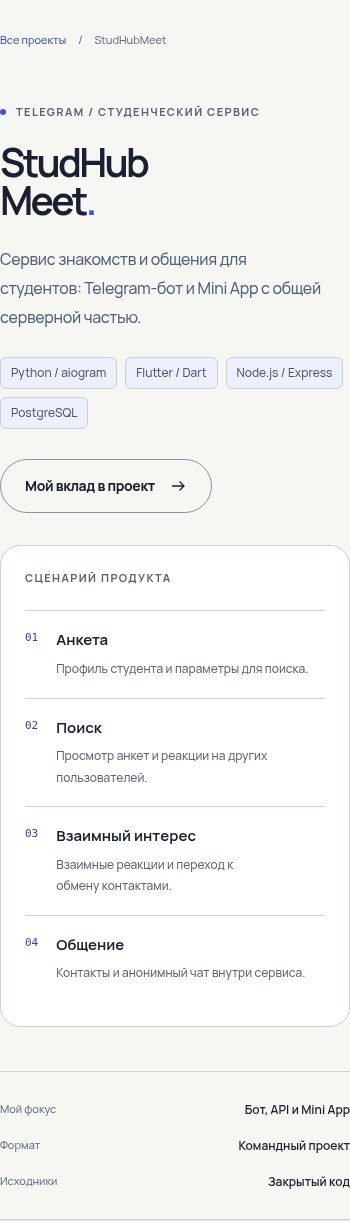 Все проекты / StudHubMeet
TELEGRAM / СТУДЕНЧЕСКИЙ СЕРВИС
StudHub
Meet.
Сервис знакомств и общения для
студентов: Telegram-бот и Mini App с общей
серверной частью.
Python / aiogram Flutter / Dart Node.js / Express
PostgreSQL
Мой вклад в проект →
СЦЕНАРИЙ ПРОДУКТА
01 Анкета
Профиль студента и параметры для поиска.
02 Поиск
Просмотр анкет и реакции на других
пользователей.
03 Взаимный интерес
Взаимные реакции и переход к
обмену контактами.
04 Общение
Контакты и анонимный чат внутри сервиса.
Мой фокус Бот, API и Mini App
Формат Командный проект
Исходники Закрытый код